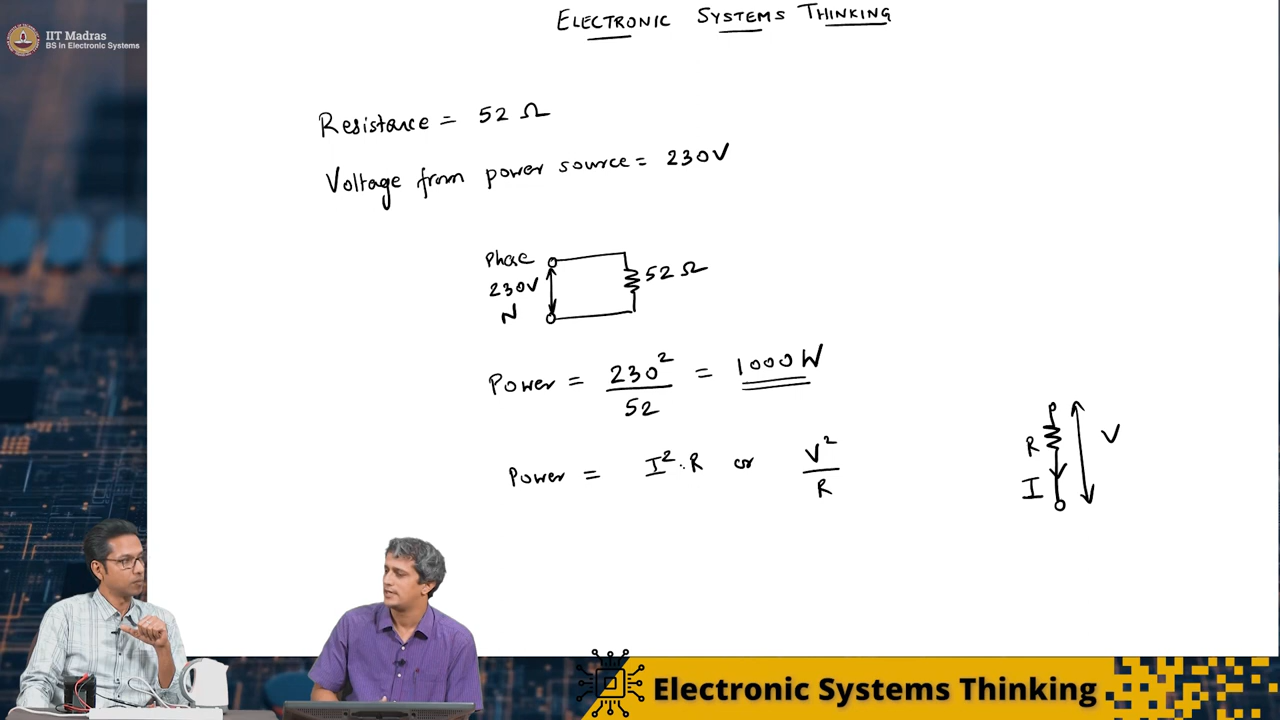 IIT Madras
BS in Electronic Systems
ELECTRONIC SYSTEMS THINKING
Resistance = 52 Ω
Voltage from power source = 230V
Phase
230V
N
52 Ω
Power = 230² / 52 = 1000 W
Power = I².R or V² / R
R
I
V
Electronic Systems Thinking